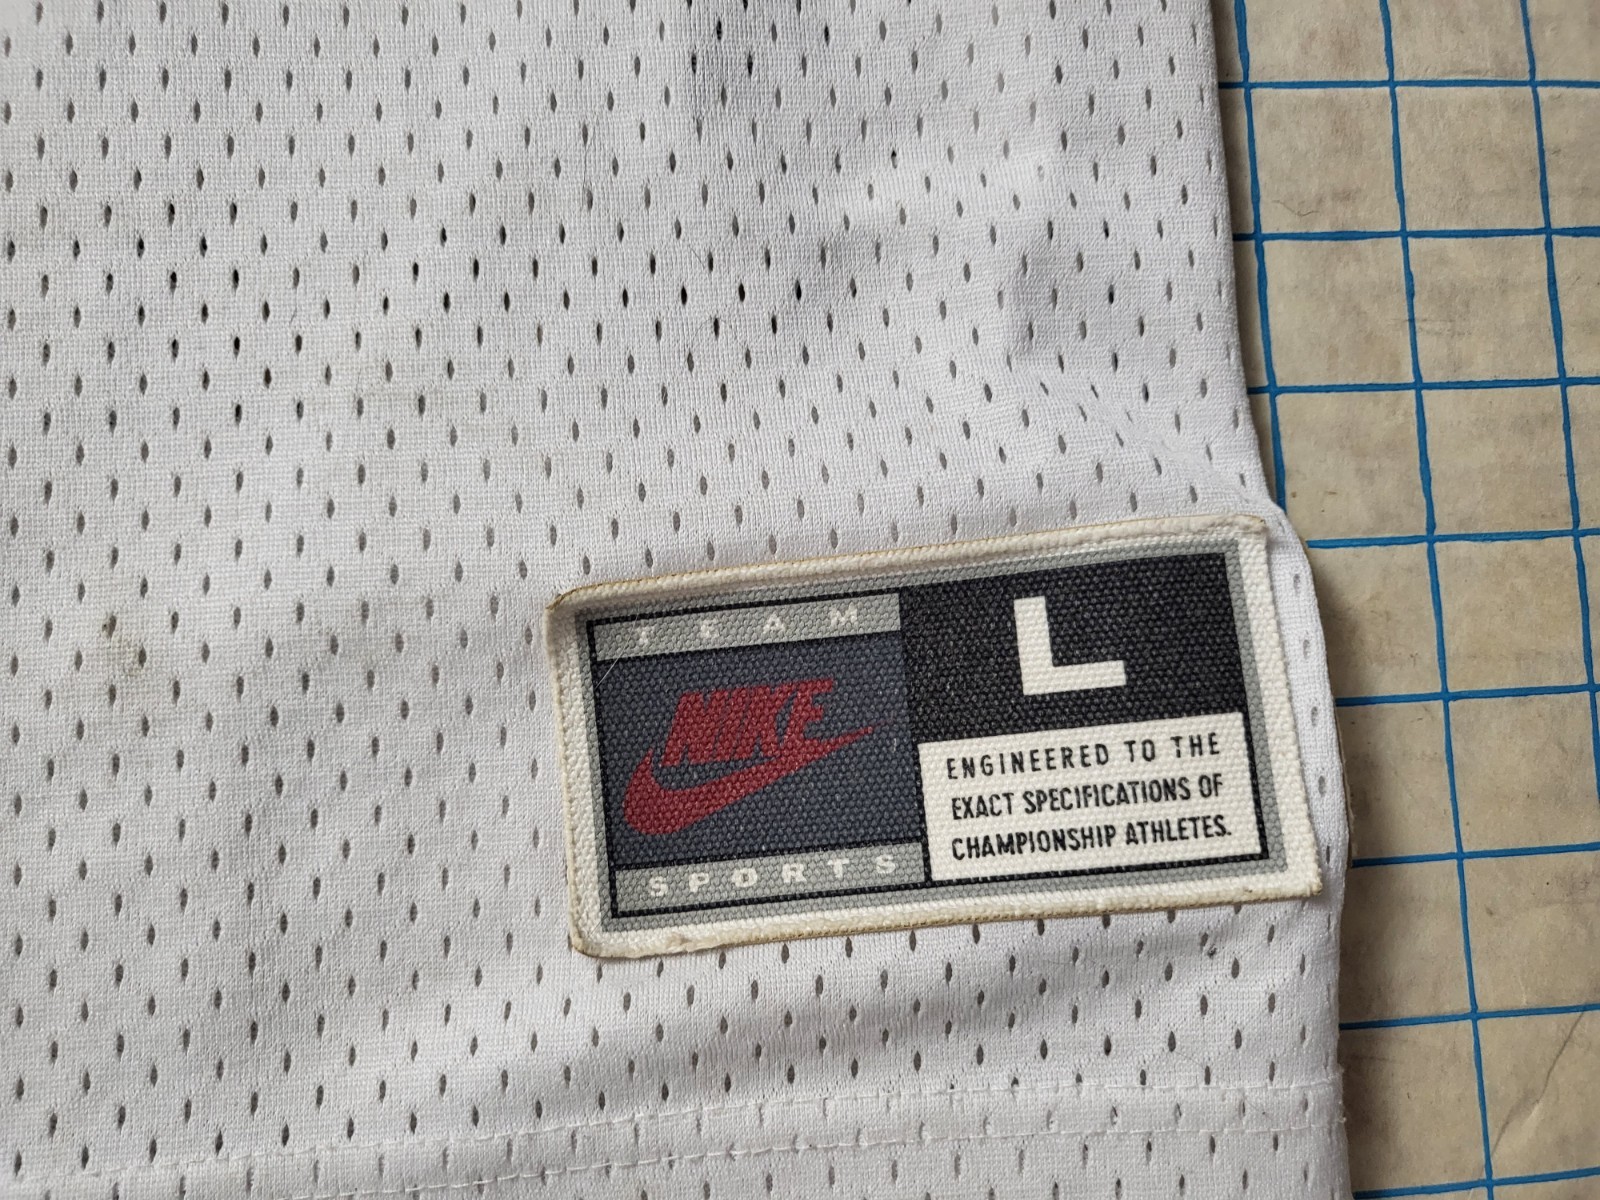 TEAM
NIKE
SPORTS
L
ENGINEERED TO THE
EXACT SPECIFICATIONS OF
CHAMPIONSHIP ATHLETES.